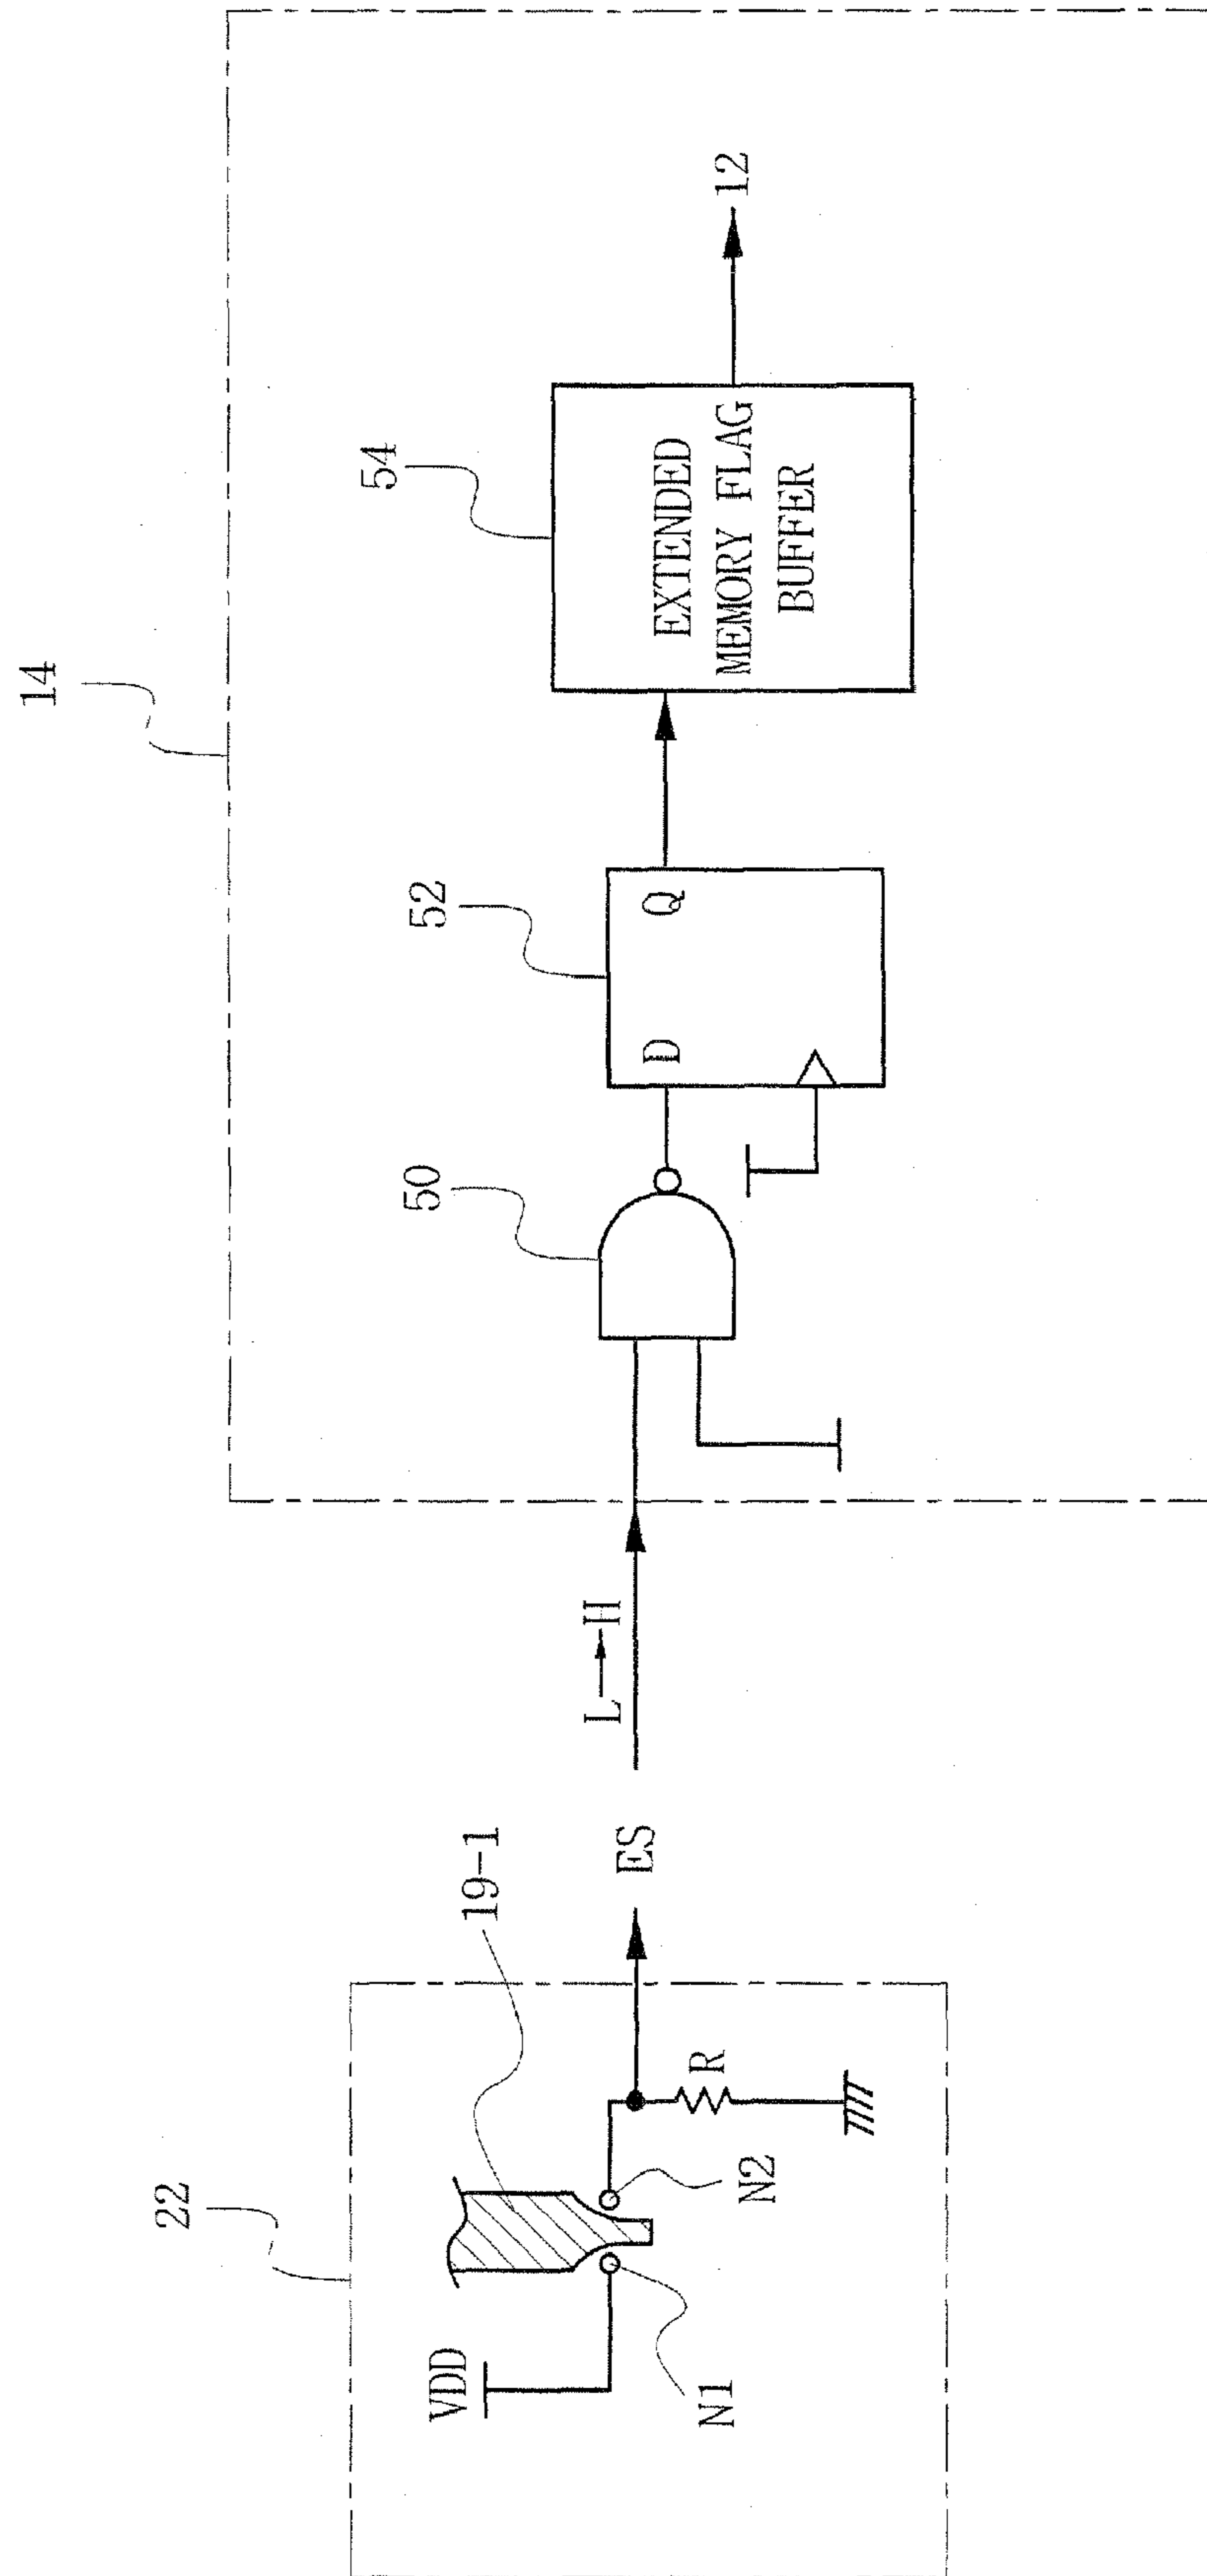 14
22
VDD
N1
N2
19-1
R
ES
L→H
50
52
D
Q
54
EXTENDED
MEMORY FLAG
BUFFER
12